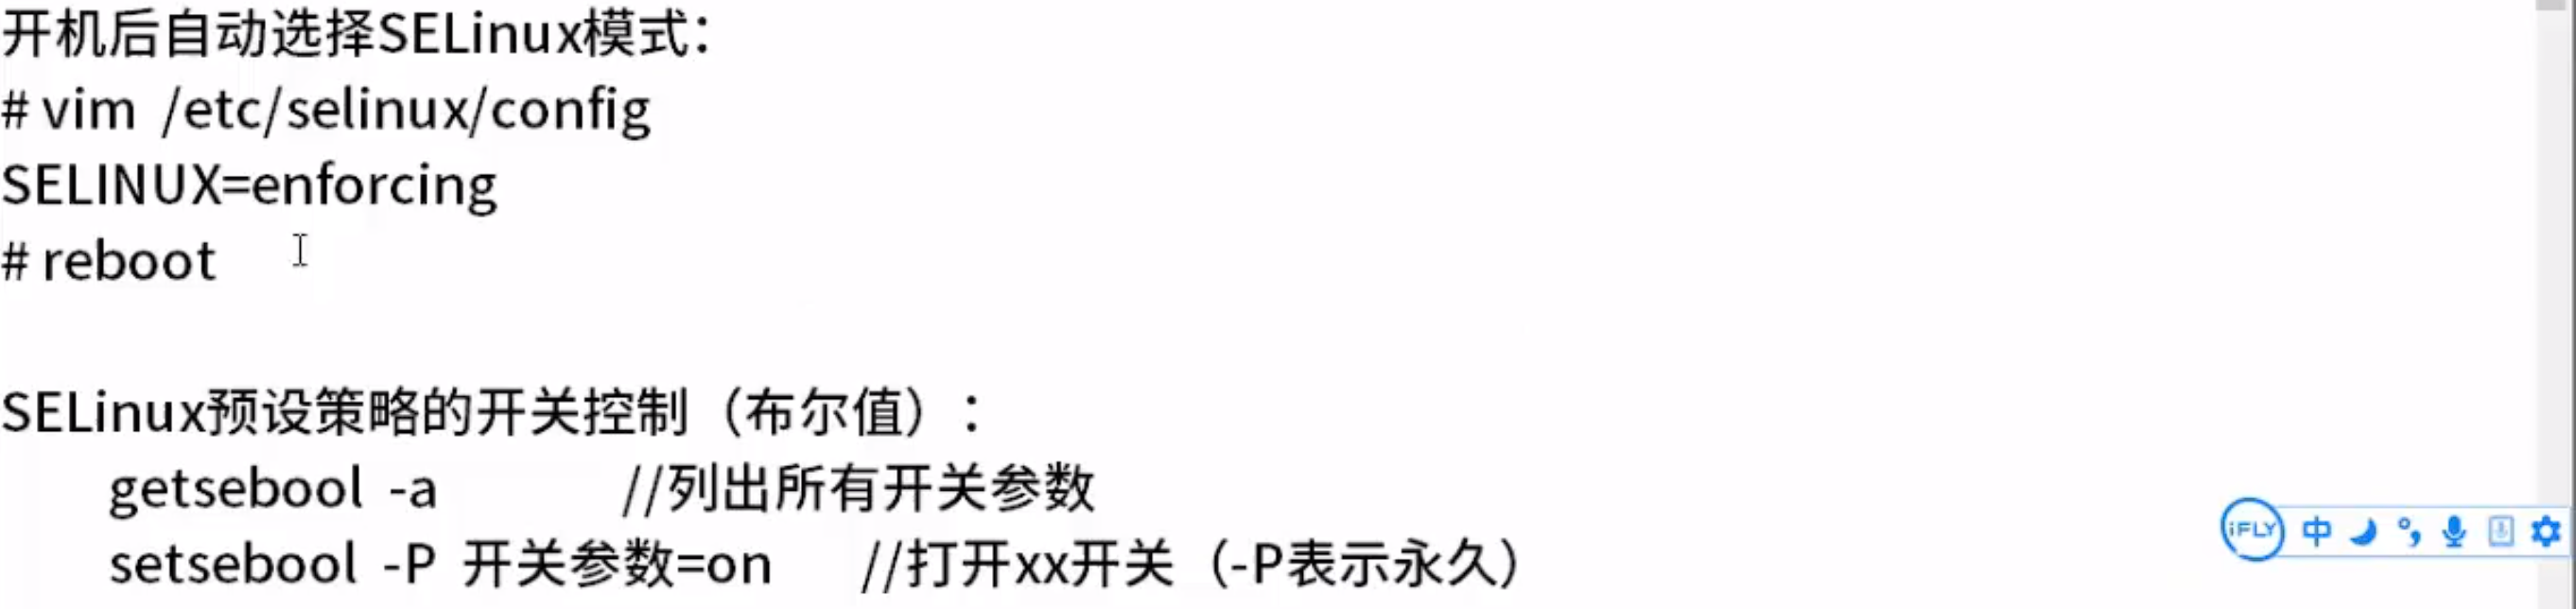 开机后自动选择SELinux模式：
# vim /etc/selinux/config
SELINUX=enforcing
# reboot
SELinux预设策略的开关控制（布尔值）：
getsebool -a //列出所有开关参数
setsebool -P 开关参数=on //打开xx开关（-P表示永久）
iFLY 中